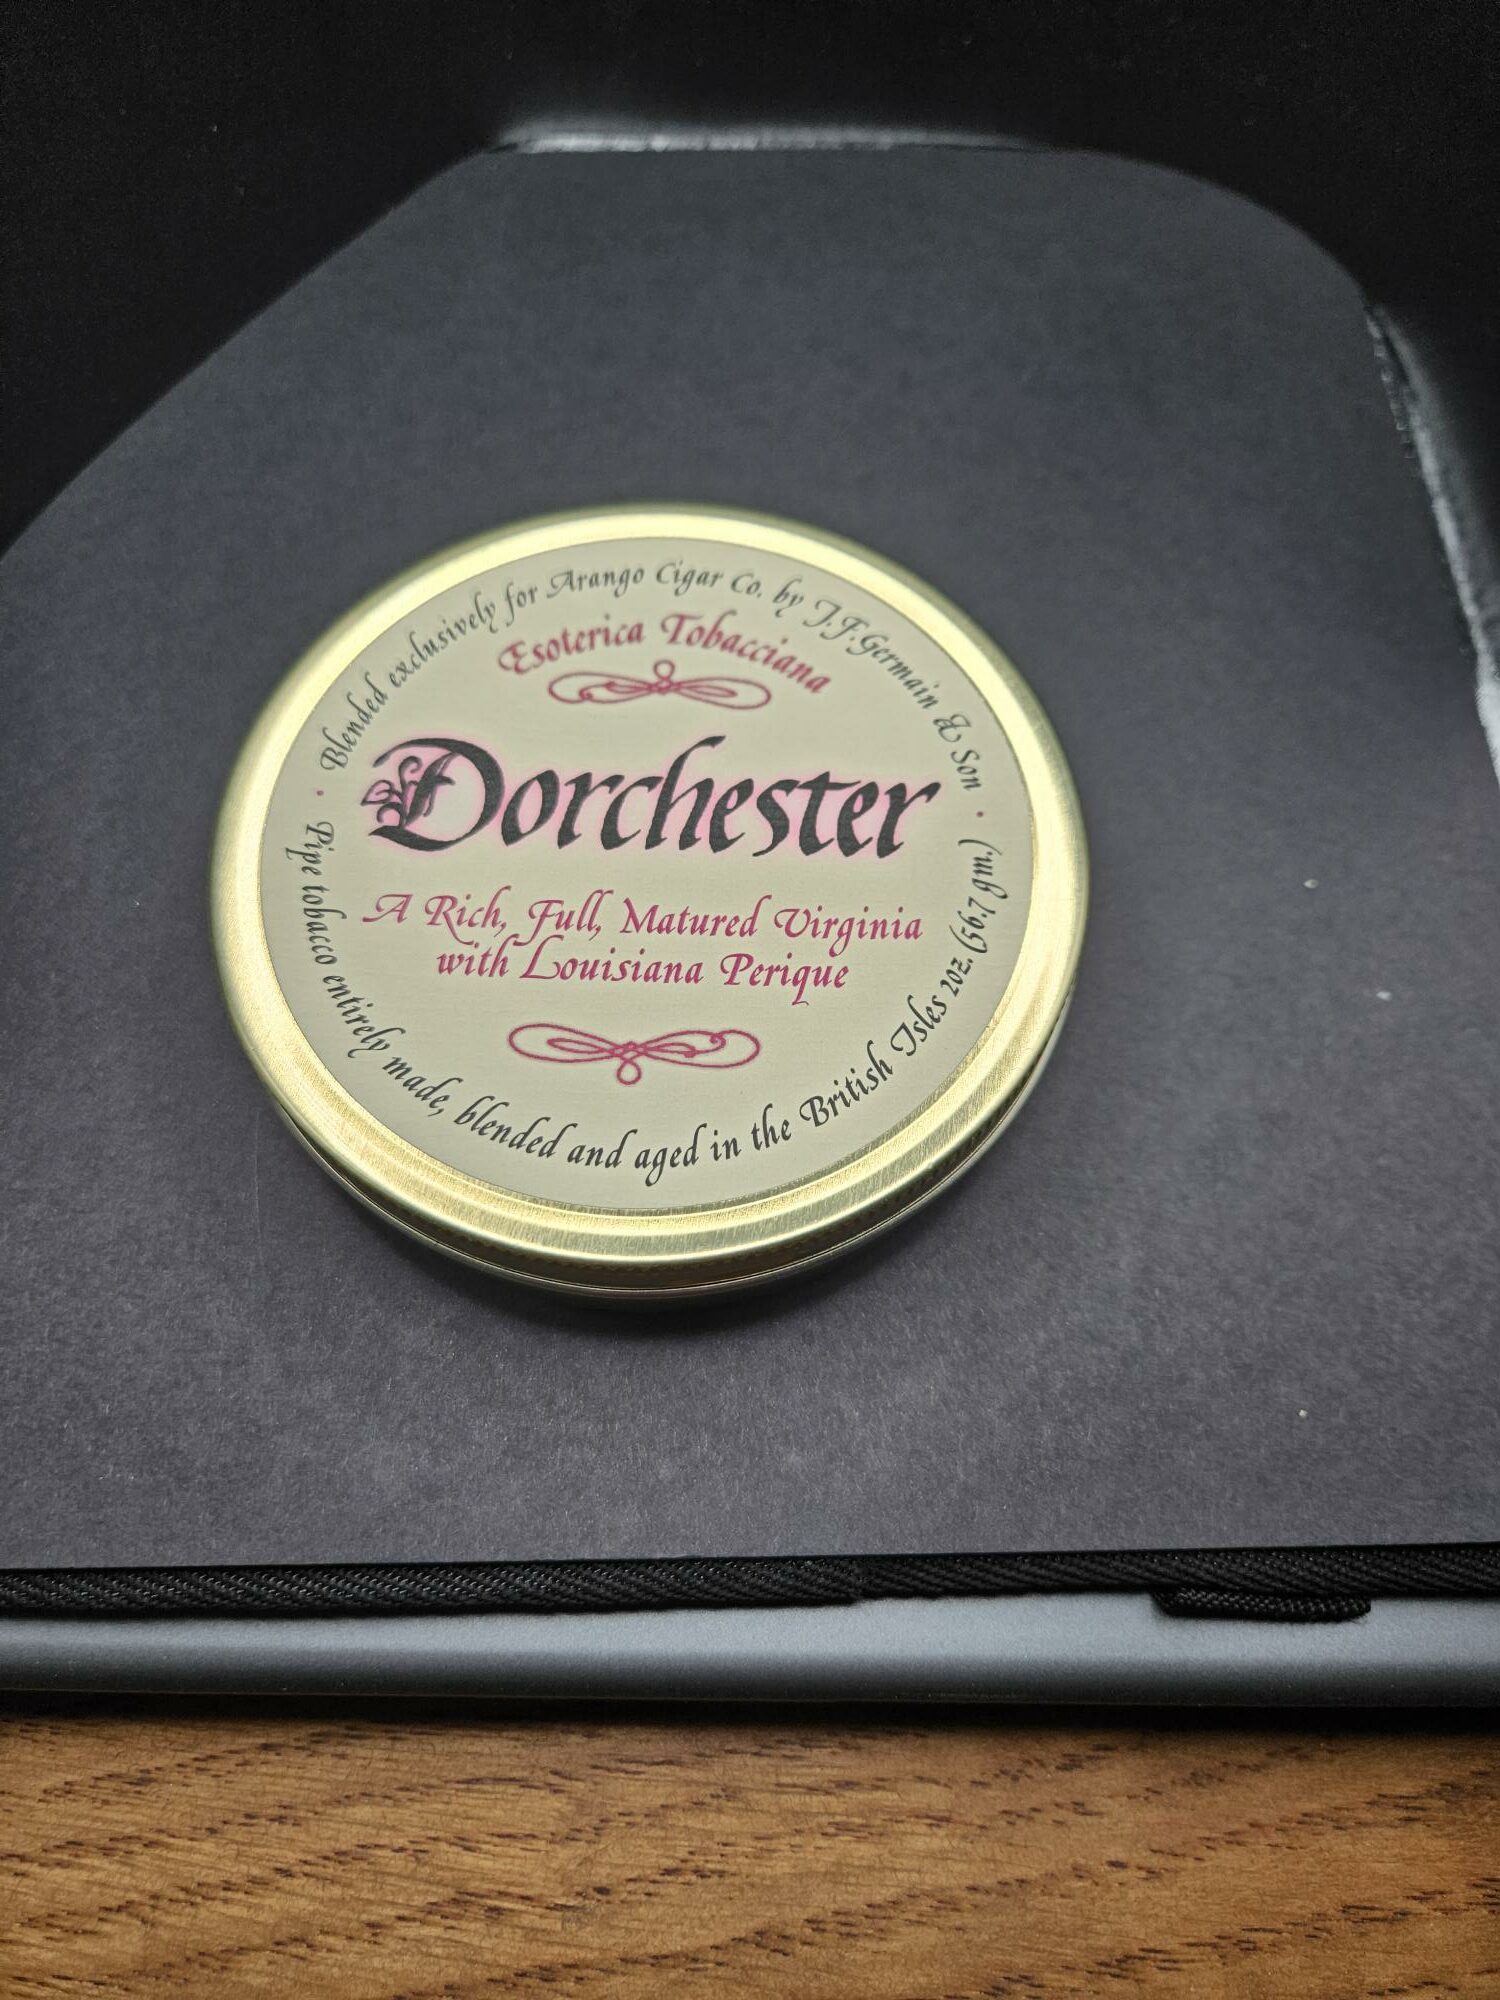 Blended exclusively for Arango Cigar Co. by J.F. Germain & Son
Esoterica Tobacciana
Dorchester
A Rich, Full, Matured Virginia
with Louisiana Perique
Pipe tobacco entirely made, blended and aged in the British Isles 2oz. (56.7 gm.)